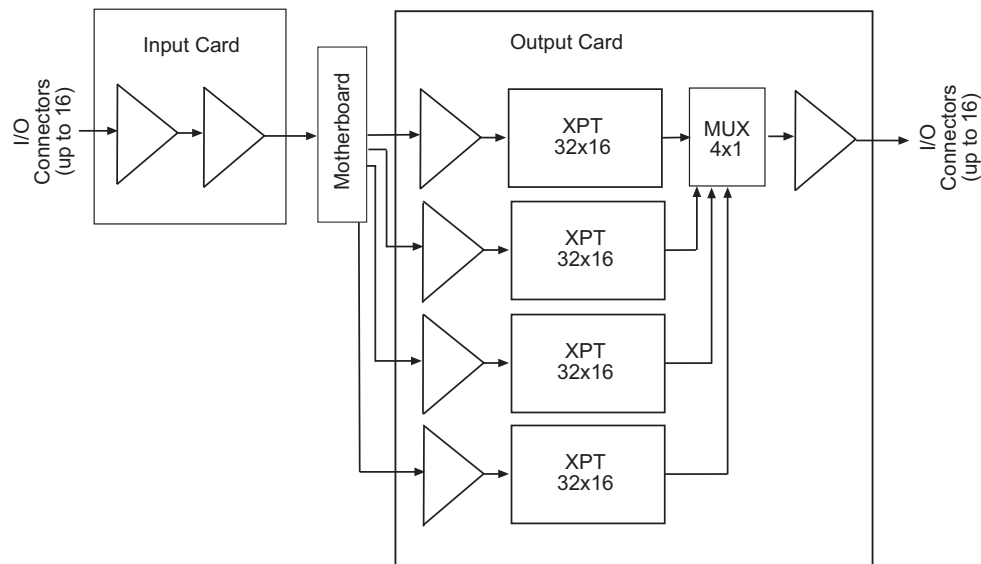 Input Card
Output Card
I/O
Connectors
(up to 16)
Motherboard
XPT
32x16
MUX
4x1
I/O
Connectors
(up to 16)
XPT
32x16
XPT
32x16
XPT
32x16